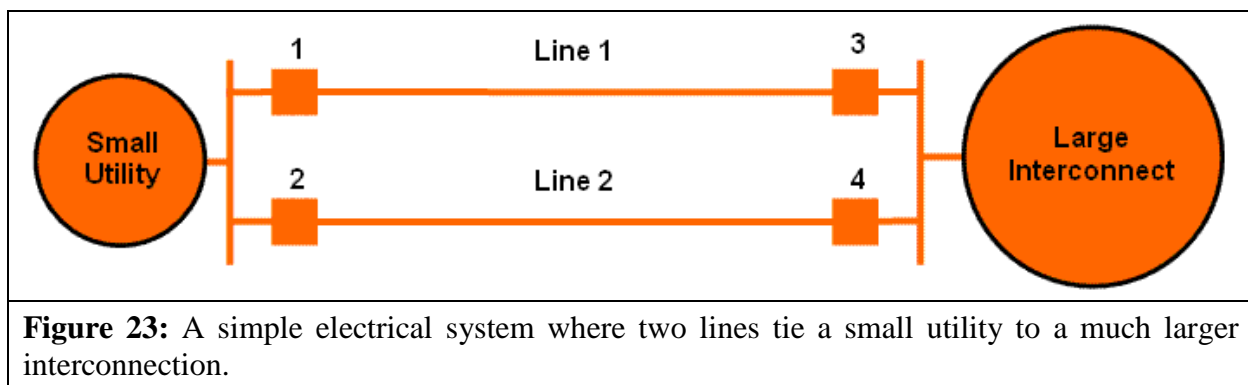 1
Line 1
3
Small
Utility
Large
Interconnect
2
Line 2
4
Figure 23: A simple electrical system where two lines tie a small utility to a much larger
interconnection.